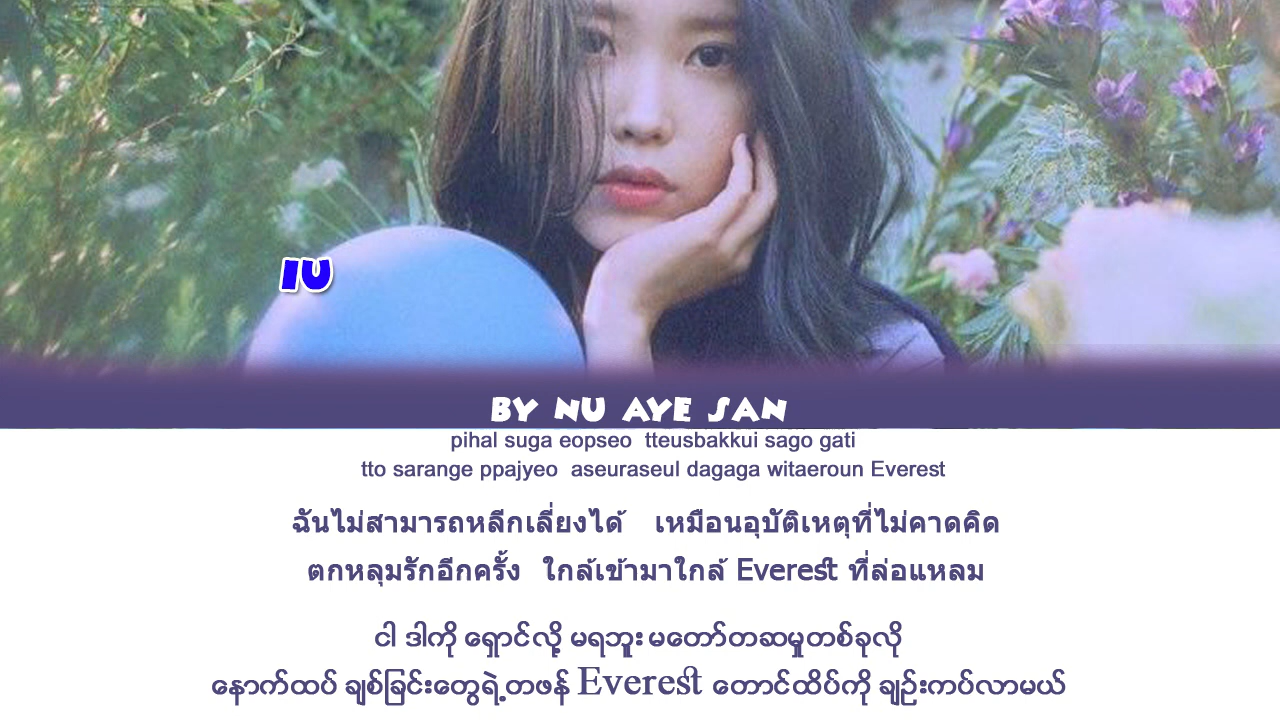 IU
BY NU AYE SAN
pihal suga eopseo tteusbakkui sago gati
tto sarange ppajyeo aseuraseul dagaga witaeroun Everest
ฉันไม่สามารถหลีกเลี่ยงได้ เหมือนอุบัติเหตุที่ไม่คาดคิด
ตกหลุมรักอีกครั้ง ใกล้เข้ามาใกล้ Everest ที่ล่อแหลม
ငါ ဒါကို ရှောင်လို့ မရဘူး မတော်တဆမှုတစ်ခုလို
နောက်ထပ် ချစ်ခြင်းတွေရဲ့တဖန် Everest တောင်ထိပ်ကို ချဉ်းကပ်လာမယ်